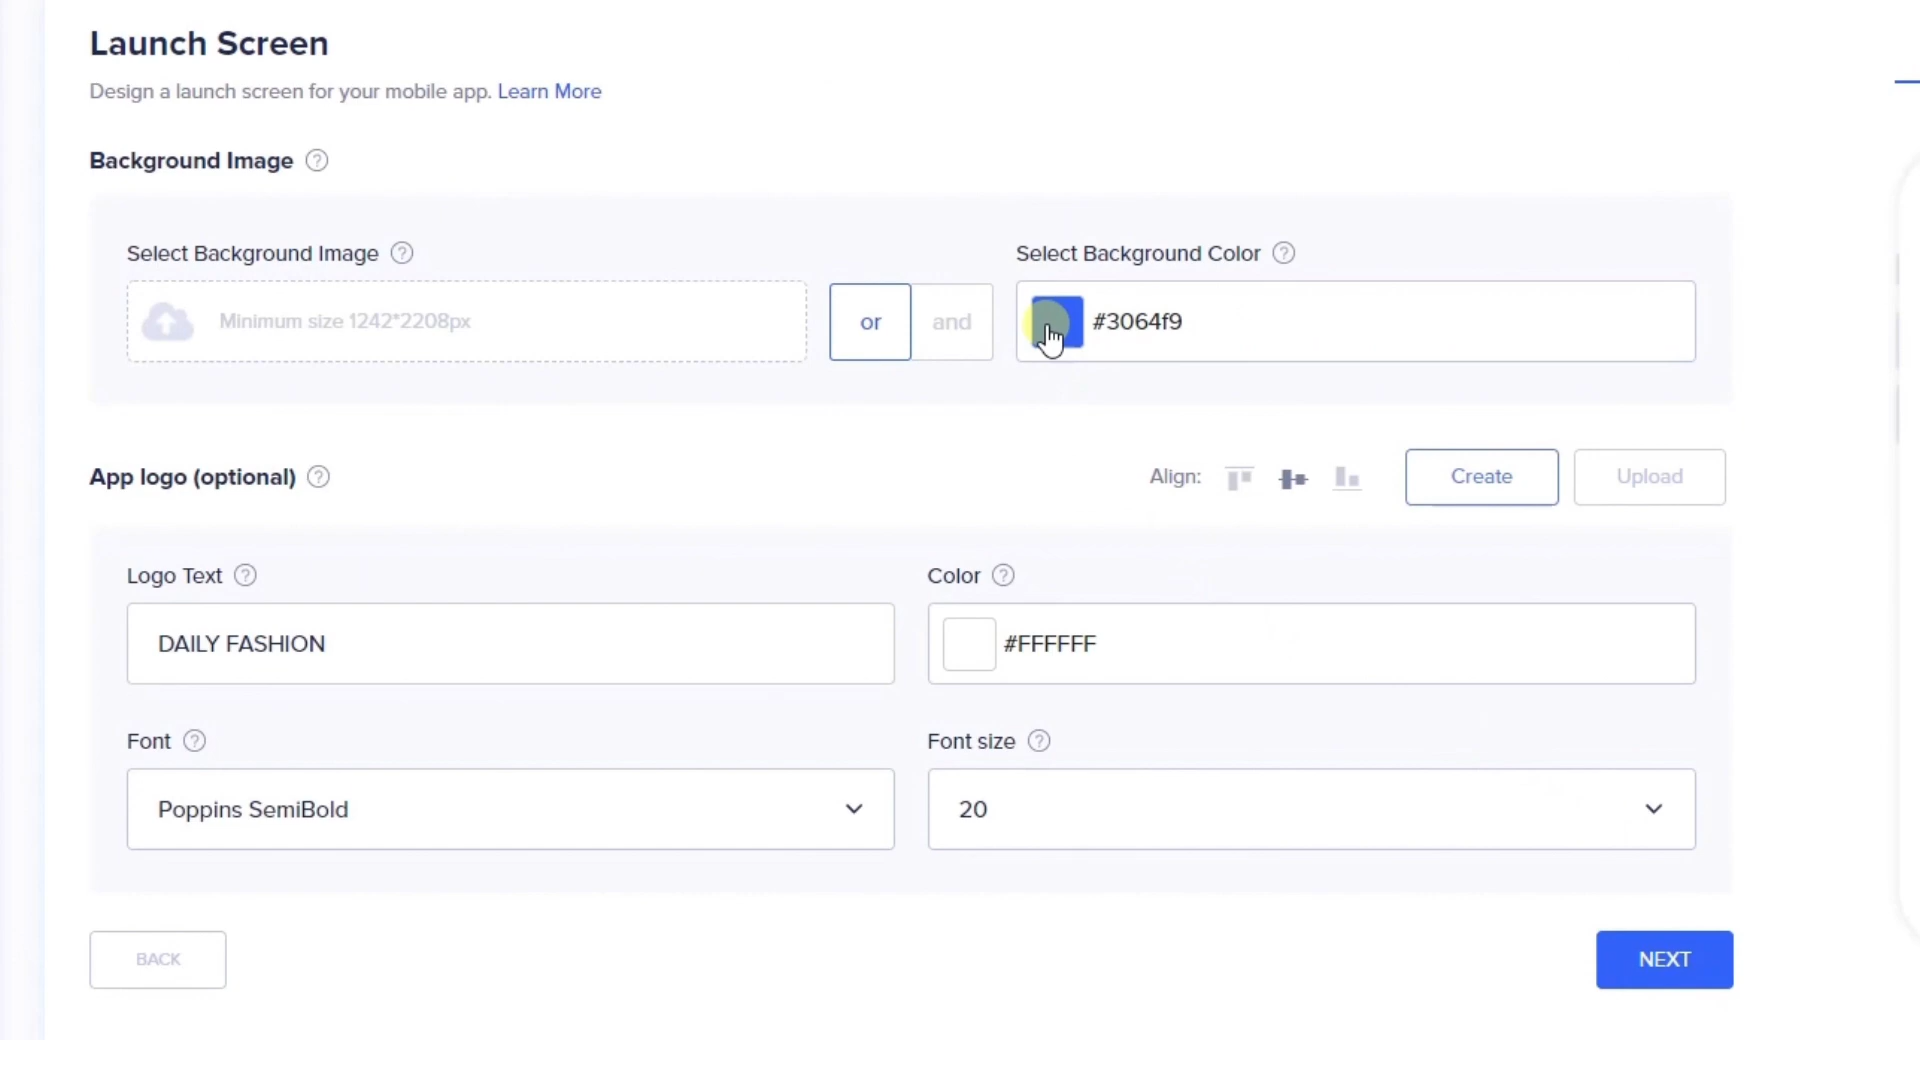 Launch Screen
Design a launch screen for your mobile app. Learn More
Background Image ?
Select Background Image ?
Select Background Color ?
Minimum size 1242*2208px
or
and
#3064f9
App logo (optional) ?
Align:
Create
Upload
Logo Text ?
Color ?
DAILY FASHION
#FFFFFF
Font ?
Font size ?
Poppins SemiBold
20
BACK
NEXT